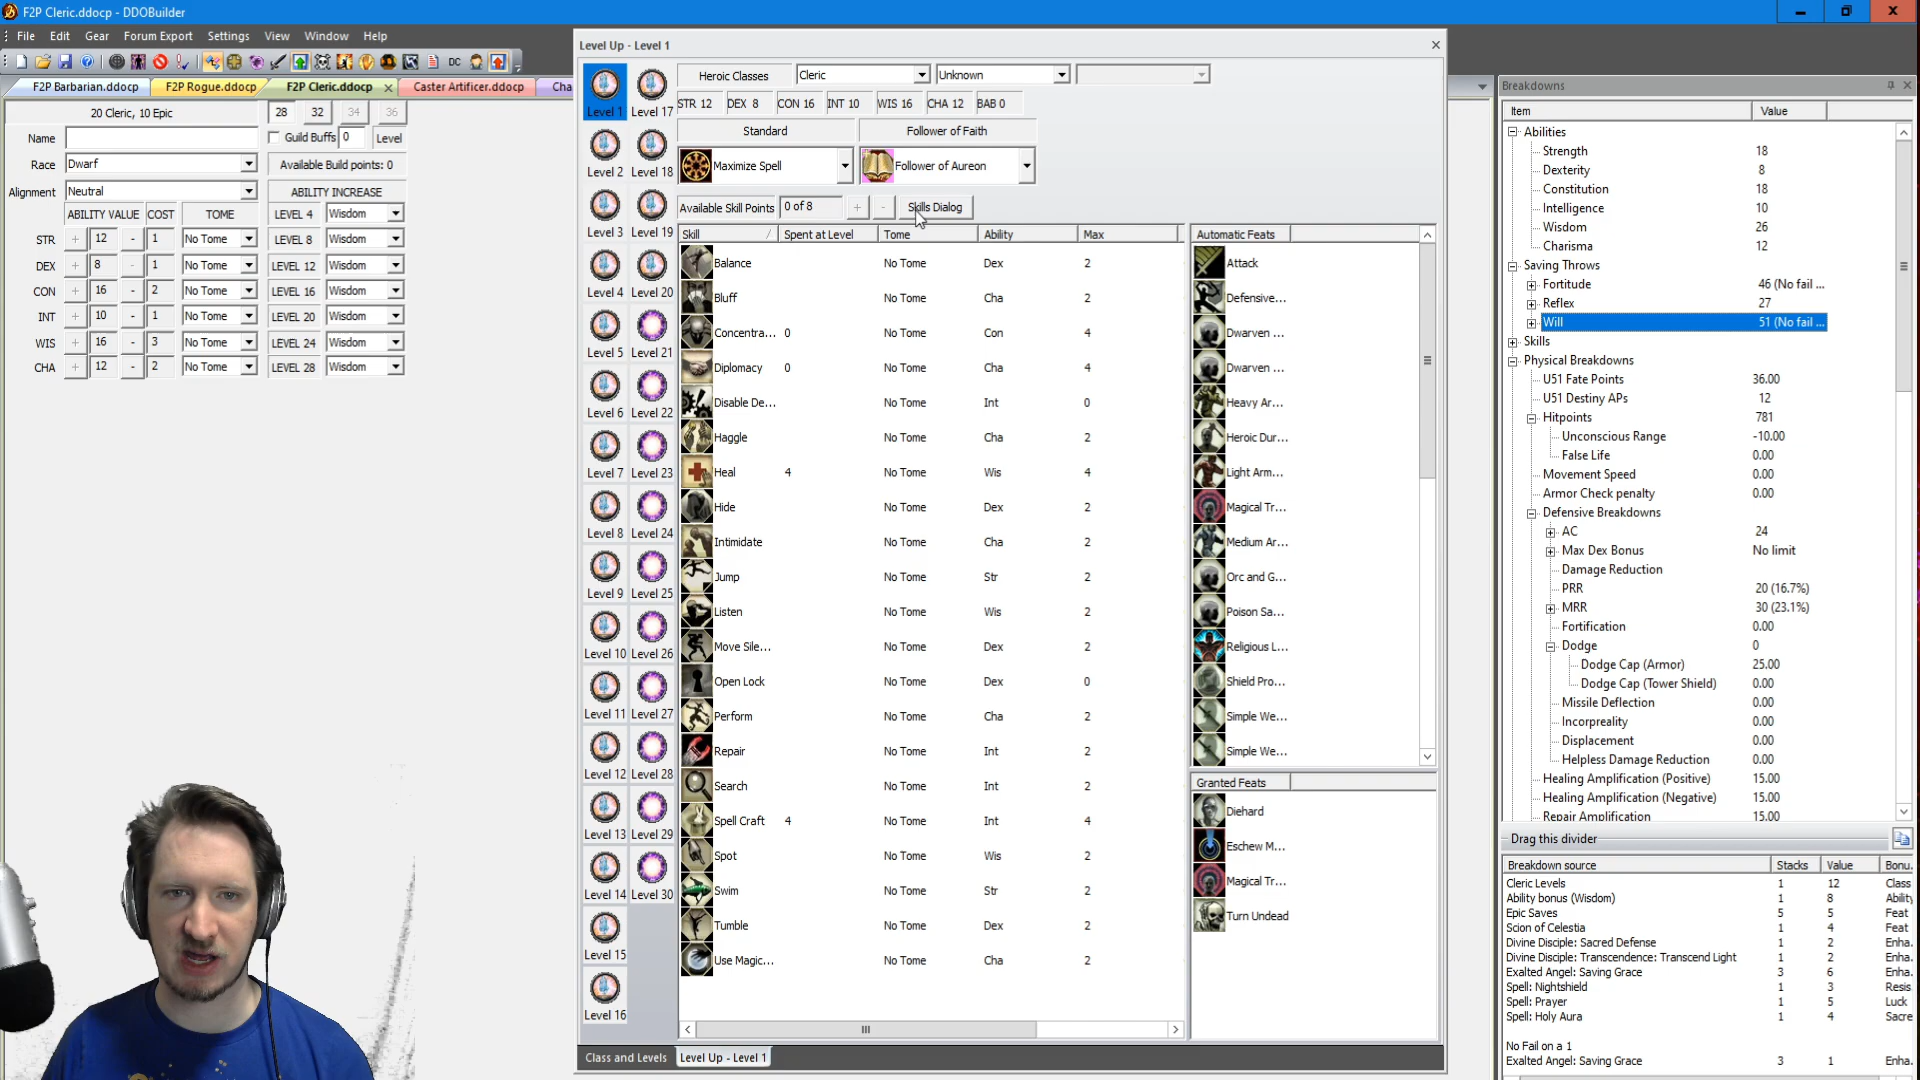 F2P Cleric.ddocp - DDOBuilder
File Edit Gear Forum Export Settings View Window Help
DC
F2P Barbarian.ddocp F2P Rogue.ddocp F2P Cleric.ddocp Caster Artificer.ddocp Cha
20 Cleric, 10 Epic 28 32 34 36
Name Guild Buffs 0 Level
Race Dwarf Available Build points: 0
Alignment Neutral ABILITY INCREASE
ABILITY VALUE COST TOME LEVEL 4 Wisdom
STR + 12 - 1 No Tome LEVEL 8 Wisdom
DEX + 8 - 1 No Tome LEVEL 12 Wisdom
CON + 16 - 2 No Tome LEVEL 16 Wisdom
INT + 10 - 1 No Tome LEVEL 20 Wisdom
WIS + 16 - 3 No Tome LEVEL 24 Wisdom
CHA + 12 - 2 No Tome LEVEL 28 Wisdom
Level Up - Level 1
Level 1 Level 17
Level 2 Level 18
Level 3 Level 19
Level 4 Level 20
Level 5 Level 21
Level 6 Level 22
Level 7 Level 23
Level 8 Level 24
Level 9 Level 25
Level 10 Level 26
Level 11 Level 27
Level 12 Level 28
Level 13 Level 29
Level 14 Level 30
Level 15
Level 16
Heroic Classes Cleric Unknown
STR 12 DEX 8 CON 16 INT 10 WIS 16 CHA 12 BAB 0
Standard Follower of Faith
Maximize Spell Follower of Aureon
Available Skill Points 0 of 8 + - Skills Dialog
Skill Spent at Level Tome Ability Max
Balance No Tome Dex 2
Bluff No Tome Cha 2
Concentra... 0 No Tome Con 4
Diplomacy 0 No Tome Cha 4
Disable De... No Tome Int 0
Haggle No Tome Cha 2
Heal 4 No Tome Wis 4
Hide No Tome Dex 2
Intimidate No Tome Cha 2
Jump No Tome Str 2
Listen No Tome Wis 2
Move Sile... No Tome Dex 2
Open Lock No Tome Dex 0
Perform No Tome Cha 2
Repair No Tome Int 2
Search No Tome Int 2
Spell Craft 4 No Tome Int 4
Spot No Tome Wis 2
Swim No Tome Str 2
Tumble No Tome Dex 2
Use Magic... No Tome Cha 2
Automatic Feats
Attack
Defensive...
Dwarven ...
Dwarven ...
Heavy Ar...
Heroic Dur...
Light Arm...
Magical Tr...
Medium Ar...
Orc and G...
Poison Sa...
Religious L...
Shield Pro...
Simple We...
Simple We...
Granted Feats
Diehard
Eschew M...
Magical Tr...
Turn Undead
Class and Levels Level Up - Level 1
Breakdowns
Item Value
Abilities
Strength 18
Dexterity 8
Constitution 18
Intelligence 10
Wisdom 26
Charisma 12
Saving Throws
Fortitude 46 (No fail ...
Reflex 27
Will 51 (No fail ...
Skills
Physical Breakdowns
U51 Fate Points 36.00
U51 Destiny APs 12
Hitpoints 781
Unconscious Range -10.00
False Life 0.00
Movement Speed 0.00
Armor Check penalty 0.00
Defensive Breakdowns
AC 24
Max Dex Bonus No limit
Damage Reduction
PRR 20 (16.7%)
MRR 30 (23.1%)
Fortification 0.00
Dodge 0
Dodge Cap (Armor) 25.00
Dodge Cap (Tower Shield) 0.00
Missile Deflection 0.00
Incorpreality 0.00
Displacement 0.00
Helpless Damage Reduction 0.00
Healing Amplification (Positive) 15.00
Healing Amplification (Negative) 15.00
Repair Amplification 15.00
Drag this divider
Breakdown source Stacks Value Bonu.
Cleric Levels 1 12 Class
Ability bonus (Wisdom) 1 8 Ability
Epic Saves 5 5 Feat
Scion of Celestia 1 4 Feat
Divine Disciple: Sacred Defense 1 2 Enha.
Divine Disciple: Transcendence: Transcend Light 1 2 Enha.
Exalted Angel: Saving Grace 3 6 Enha.
Spell: Nightshield 1 3 Resis
Spell: Prayer 1 5 Luck
Spell: Holy Aura 1 4 Sacre
No Fail on a 1
Exalted Angel: Saving Grace 3 1 Enha.